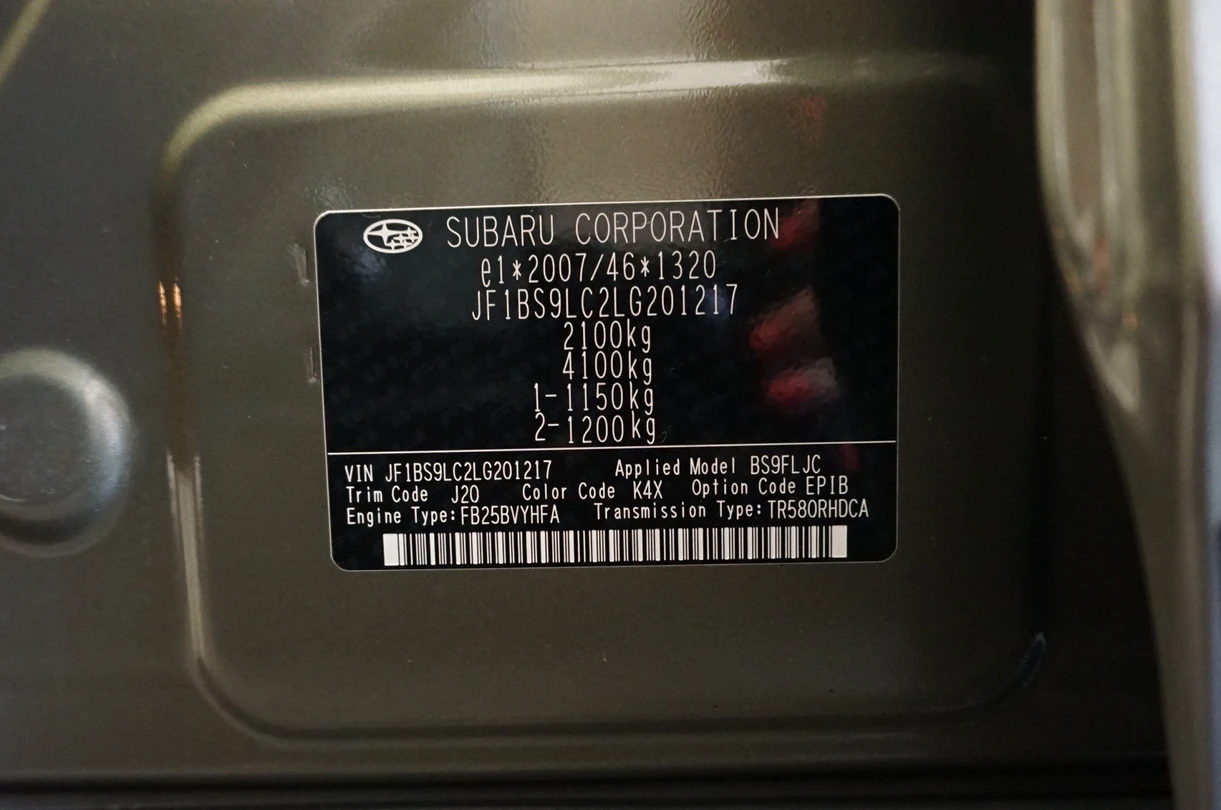 SUBARU CORPORATION
e1*2007/46*1320
JF1BS9LC2LG201217
2100kg
4100kg
1-1150kg
2-1200kg
VIN JF1BS9LC2LG201217 Applied Model BS9FLJC
Trim Code J20 Color Code K4X Option Code EPIB
Engine Type:FB25BVYHFA Transmission Type:TR580RHDCA